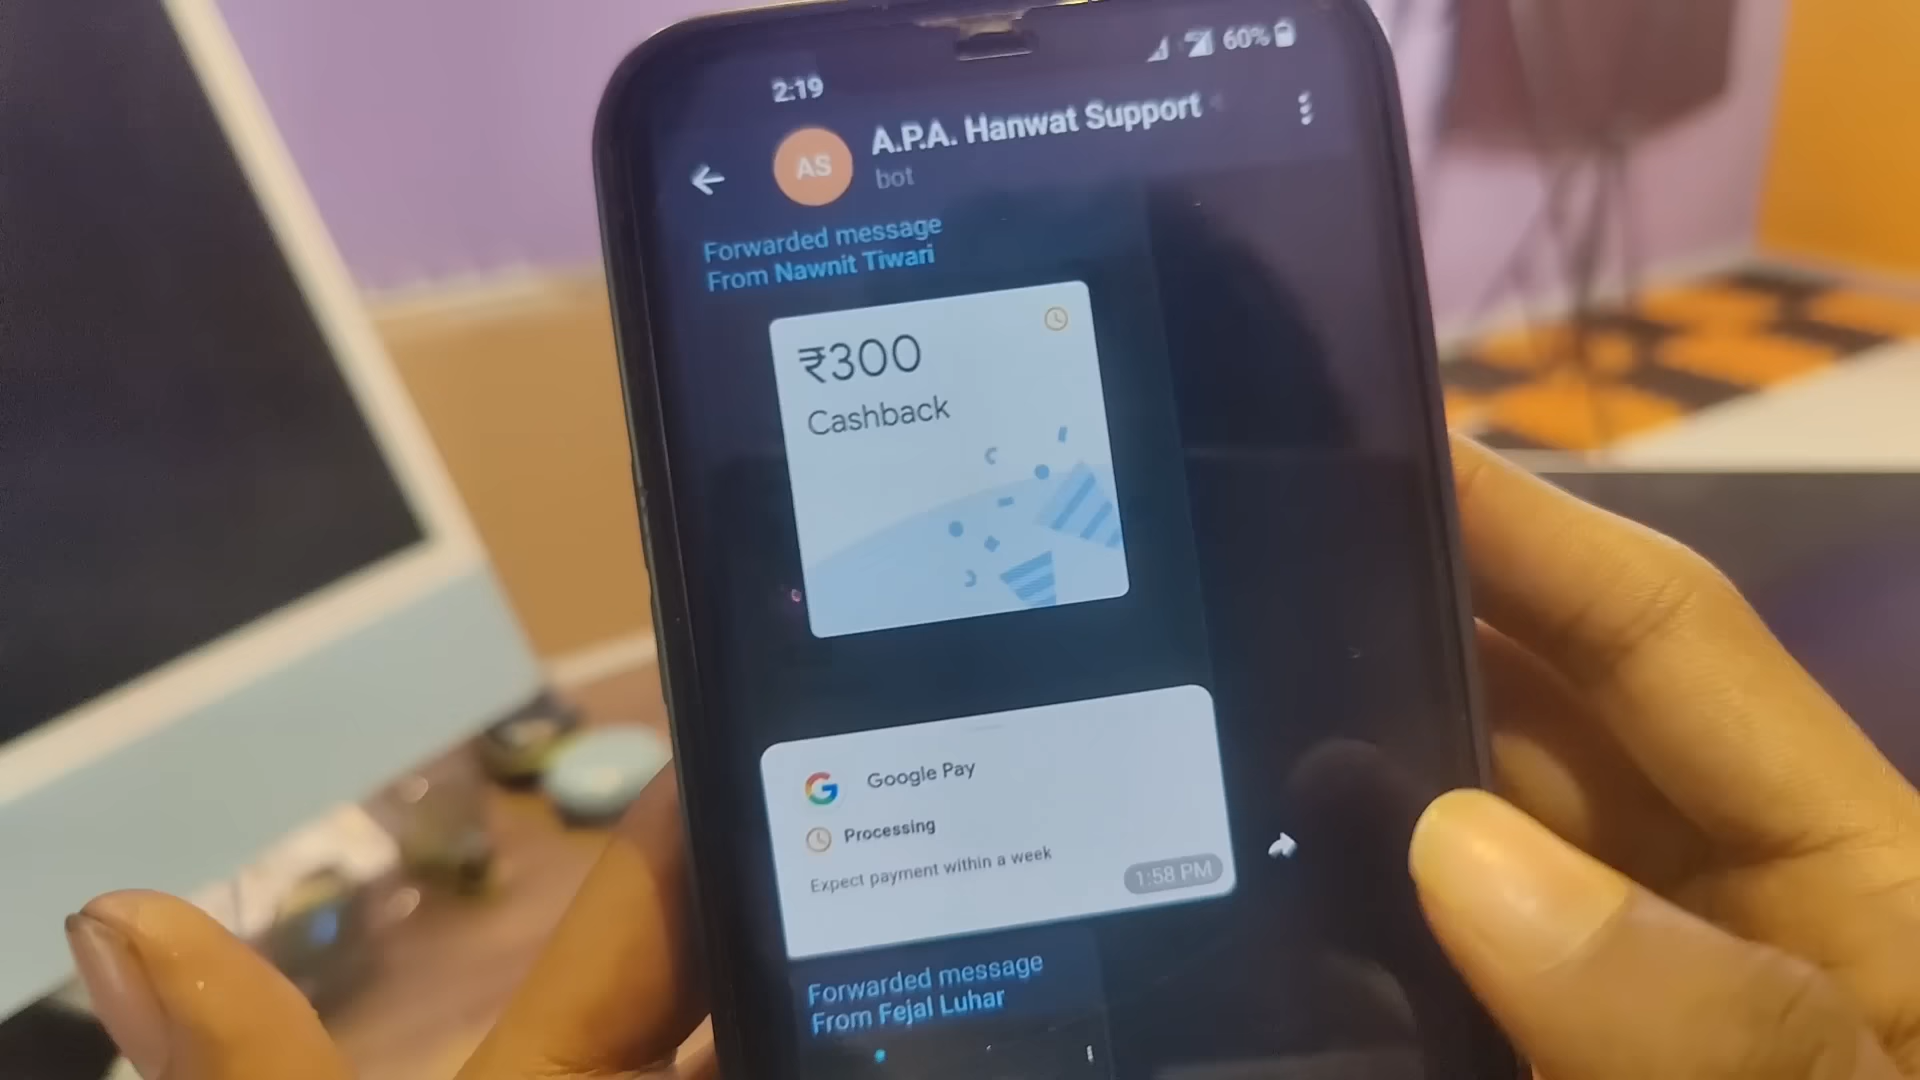 2:19
60%
A.P.A. Hanwat Support
AS
bot
Forwarded message
From Nawnit Tiwari
₹300
Cashback
Google Pay
Processing
Expect payment within a week
1:58 PM
Forwarded message
From Fejal Luhar